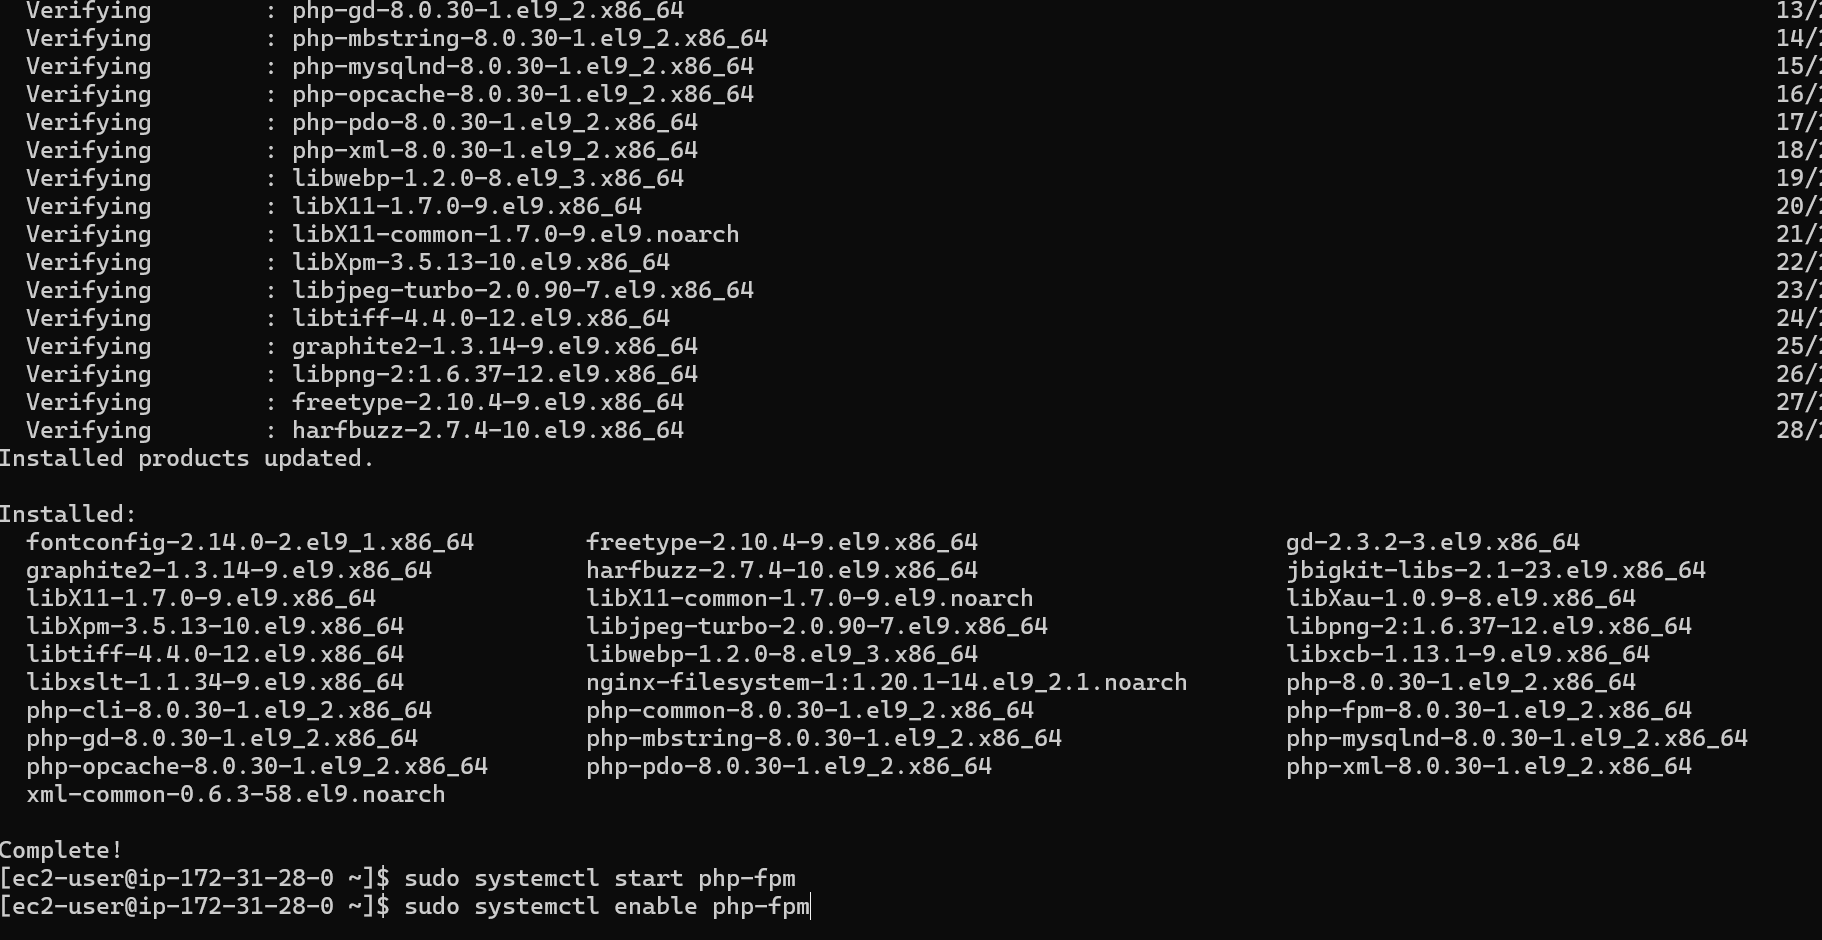 Verifying : php-gd-8.0.30-1.el9_2.x86_64 13/
Verifying : php-mbstring-8.0.30-1.el9_2.x86_64 14/
Verifying : php-mysqlnd-8.0.30-1.el9_2.x86_64 15/
Verifying : php-opcache-8.0.30-1.el9_2.x86_64 16/
Verifying : php-pdo-8.0.30-1.el9_2.x86_64 17/
Verifying : php-xml-8.0.30-1.el9_2.x86_64 18/
Verifying : libwebp-1.2.0-8.el9_3.x86_64 19/
Verifying : libX11-1.7.0-9.el9.x86_64 20/
Verifying : libX11-common-1.7.0-9.el9.noarch 21/
Verifying : libXpm-3.5.13-10.el9.x86_64 22/
Verifying : libjpeg-turbo-2.0.90-7.el9.x86_64 23/
Verifying : libtiff-4.4.0-12.el9.x86_64 24/
Verifying : graphite2-1.3.14-9.el9.x86_64 25/
Verifying : libpng-2:1.6.37-12.el9.x86_64 26/
Verifying : freetype-2.10.4-9.el9.x86_64 27/
Verifying : harfbuzz-2.7.4-10.el9.x86_64 28/
Installed products updated.
Installed:
fontconfig-2.14.0-2.el9_1.x86_64 freetype-2.10.4-9.el9.x86_64 gd-2.3.2-3.el9.x86_64
graphite2-1.3.14-9.el9.x86_64 harfbuzz-2.7.4-10.el9.x86_64 jbigkit-libs-2.1-23.el9.x86_64
libX11-1.7.0-9.el9.x86_64 libX11-common-1.7.0-9.el9.noarch libXau-1.0.9-8.el9.x86_64
libXpm-3.5.13-10.el9.x86_64 libjpeg-turbo-2.0.90-7.el9.x86_64 libpng-2:1.6.37-12.el9.x86_64
libtiff-4.4.0-12.el9.x86_64 libwebp-1.2.0-8.el9_3.x86_64 libxcb-1.13.1-9.el9.x86_64
libxslt-1.1.34-9.el9.x86_64 nginx-filesystem-1:1.20.1-14.el9_2.1.noarch php-8.0.30-1.el9_2.x86_64
php-cli-8.0.30-1.el9_2.x86_64 php-common-8.0.30-1.el9_2.x86_64 php-fpm-8.0.30-1.el9_2.x86_64
php-gd-8.0.30-1.el9_2.x86_64 php-mbstring-8.0.30-1.el9_2.x86_64 php-mysqlnd-8.0.30-1.el9_2.x86_64
php-opcache-8.0.30-1.el9_2.x86_64 php-pdo-8.0.30-1.el9_2.x86_64 php-xml-8.0.30-1.el9_2.x86_64
xml-common-0.6.3-58.el9.noarch
Complete!
[ec2-user@ip-172-31-28-0 ~]$ sudo systemctl start php-fpm
[ec2-user@ip-172-31-28-0 ~]$ sudo systemctl enable php-fpm